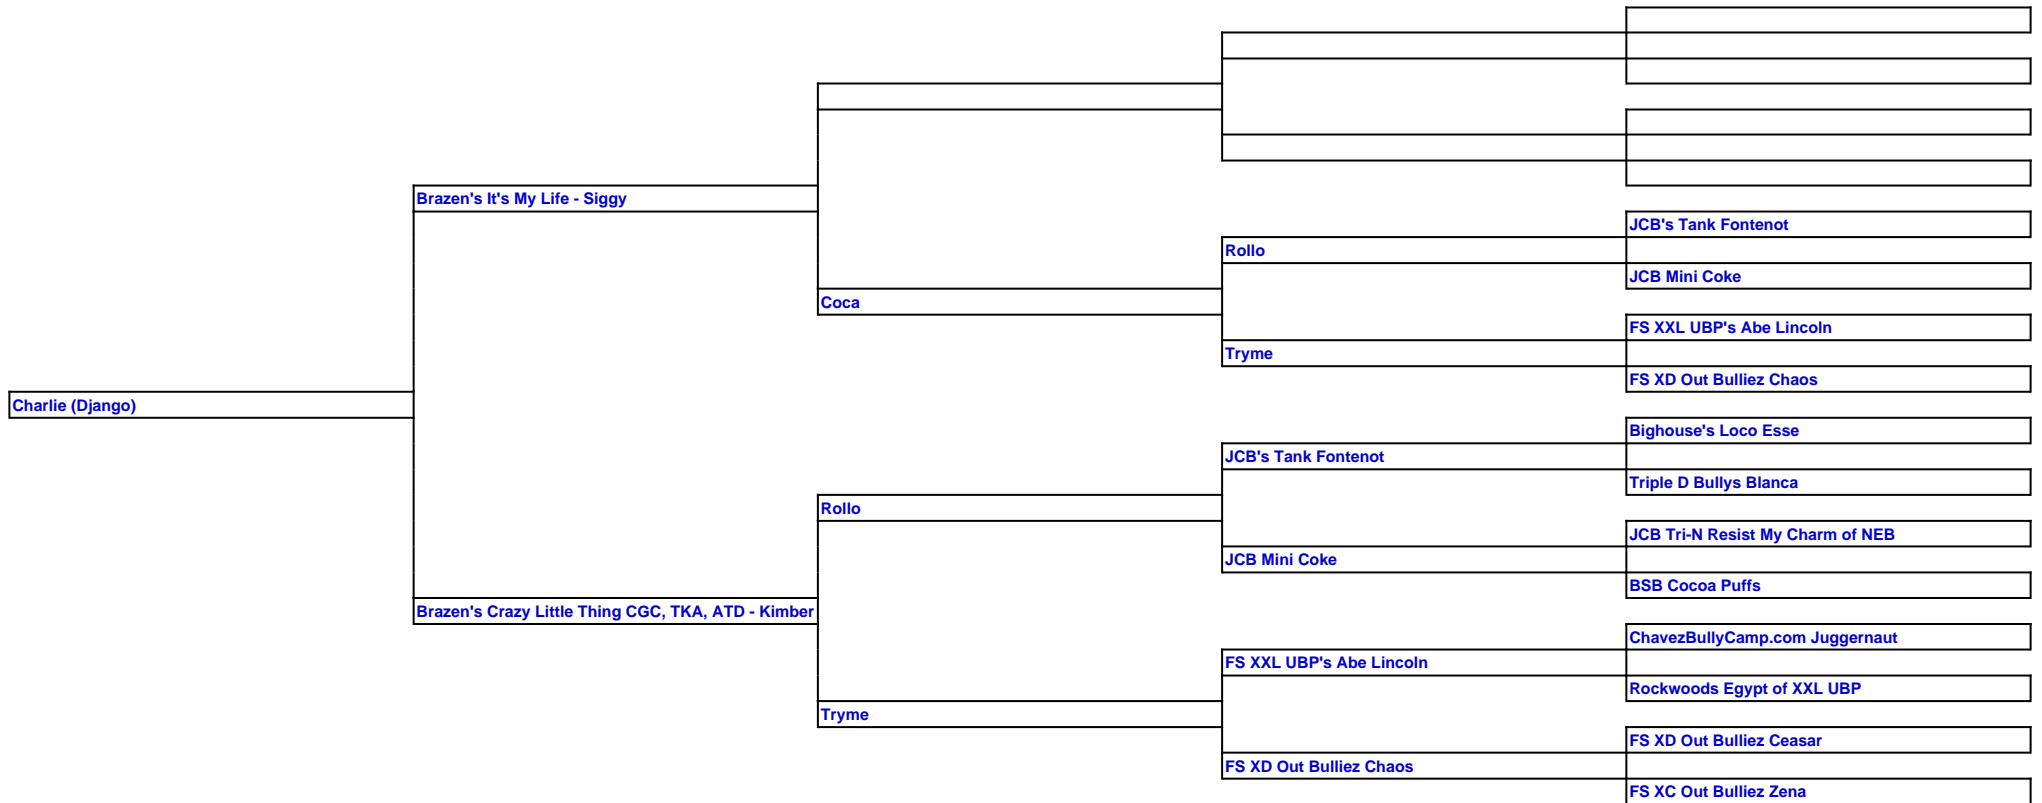 Brazen's It's My Life - Siggy
JCB's Tank Fontenot
Rollo
JCB Mini Coke
Coca
FS XXL UBP's Abe Lincoln
Tryme
FS XD Out Bulliez Chaos
Charlie (Django)
Bighouse's Loco Esse
JCB's Tank Fontenot
Triple D Bullys Blanca
Rollo
JCB Tri-N Resist My Charm of NEB
JCB Mini Coke
BSB Cocoa Puffs
Brazen's Crazy Little Thing CGC, TKA, ATD - Kimber
ChavezBullyCamp.com Juggernaut
FS XXL UBP's Abe Lincoln
Rockwoods Egypt of XXL UBP
Tryme
FS XD Out Bulliez Ceasar
FS XD Out Bulliez Chaos
FS XC Out Bulliez Zena